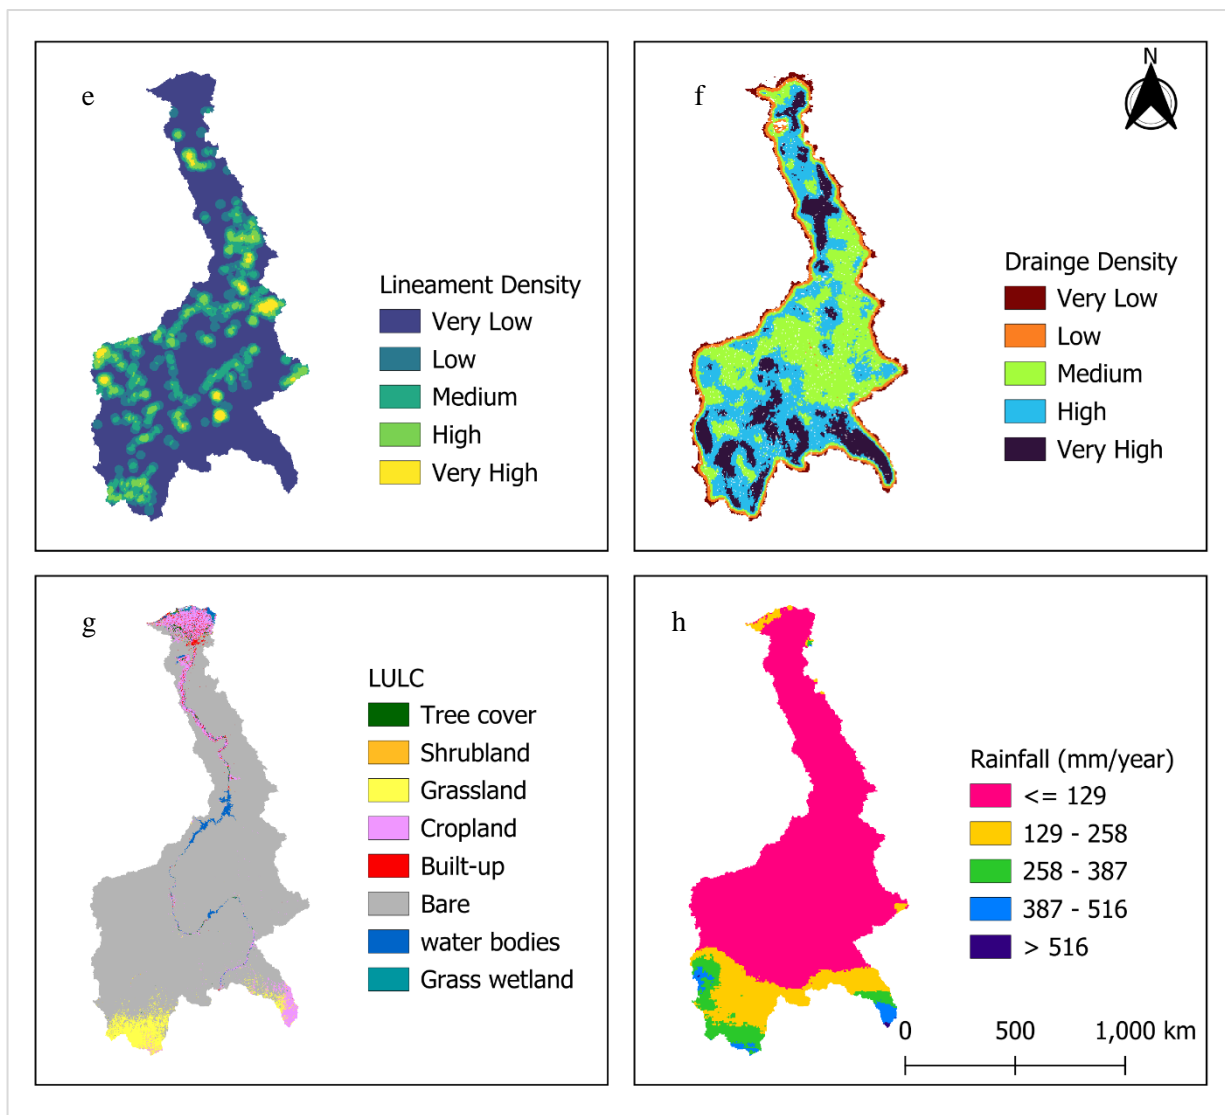 e
Lineament Density
Very Low
Low
Medium
High
Very High
f
N
Drainge Density
Very Low
Low
Medium
High
Very High
g
LULC
Tree cover
Shrubland
Grassland
Cropland
Built-up
Bare
water bodies
Grass wetland
h
Rainfall (mm/year)
<= 129
129 - 258
258 - 387
387 - 516
> 516
0 500 1,000 km